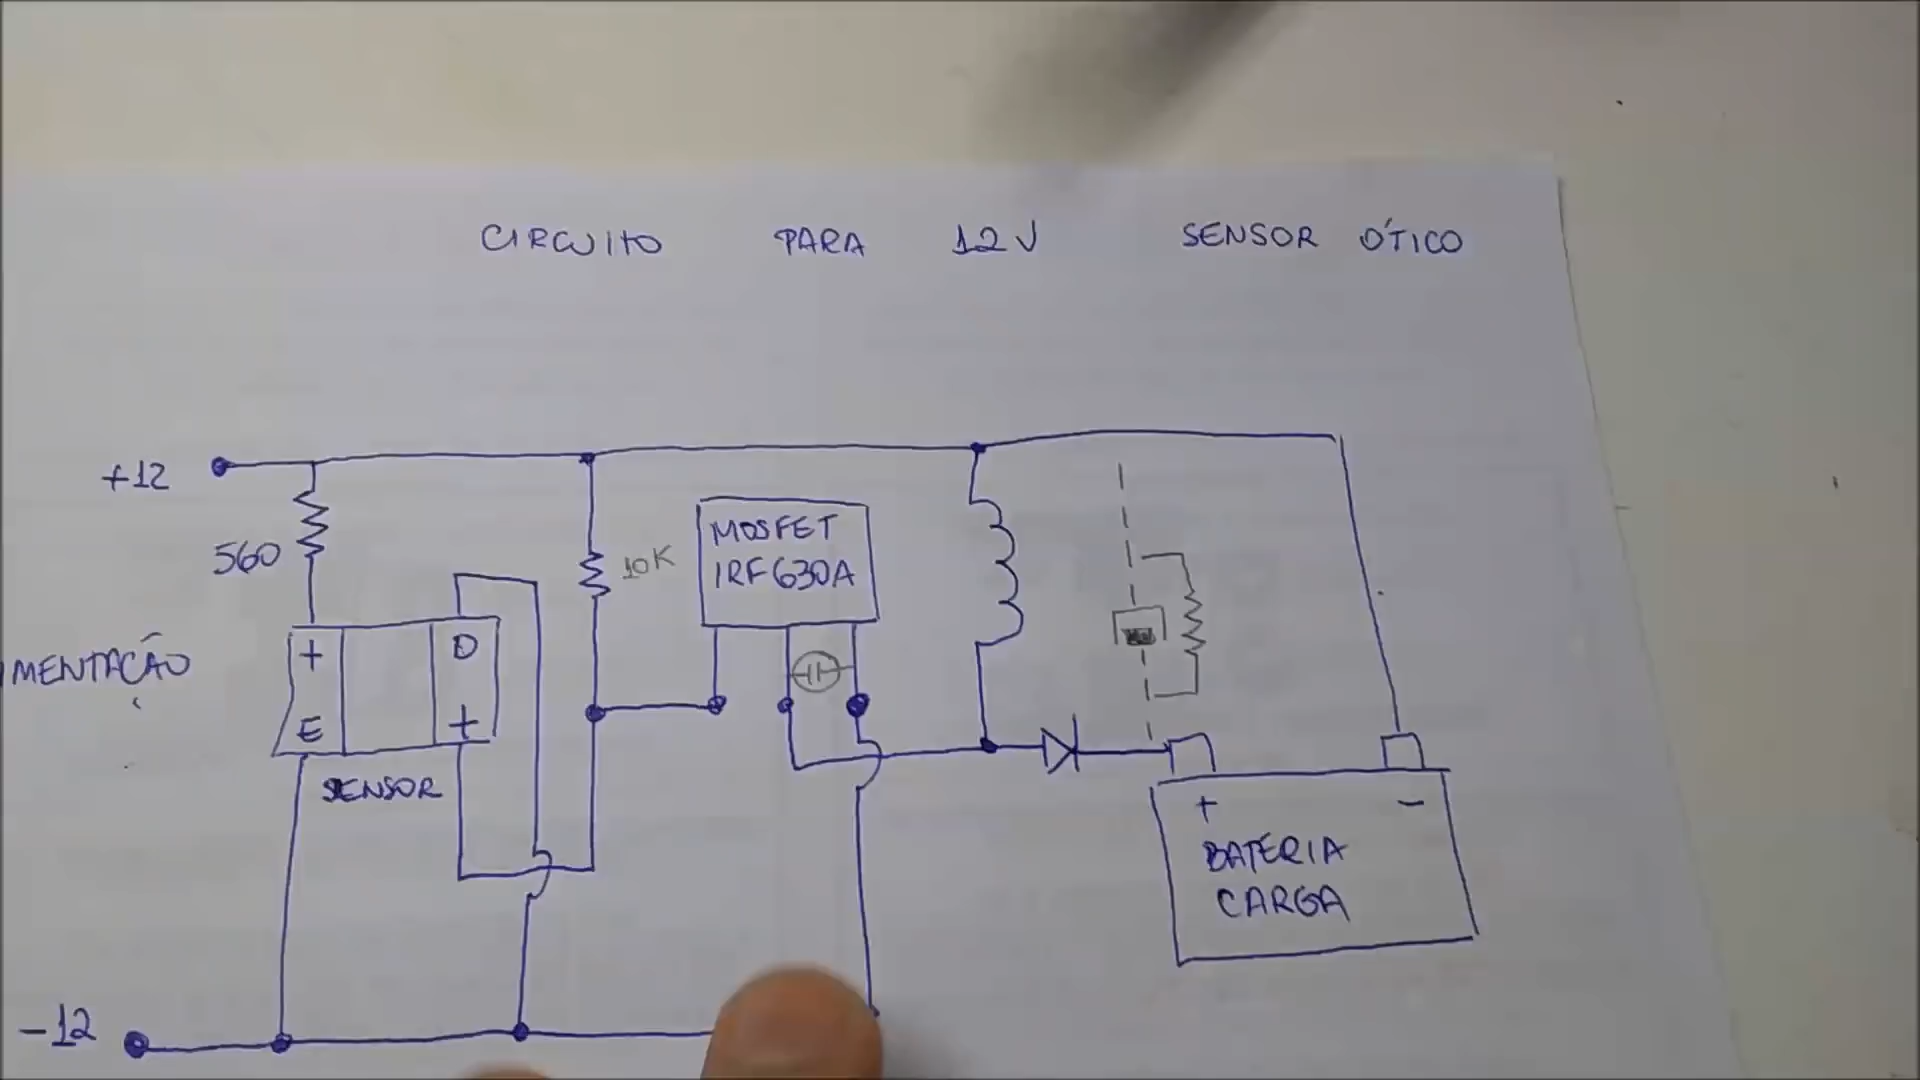 CIRCUITO PARA 12V SENSOR ÓTICO
+12
560
10K
MOSFET
IRF630A
+ D
E +
MENTAÇÃO
SENSOR
+ -
BATERIA
CARGA
-12